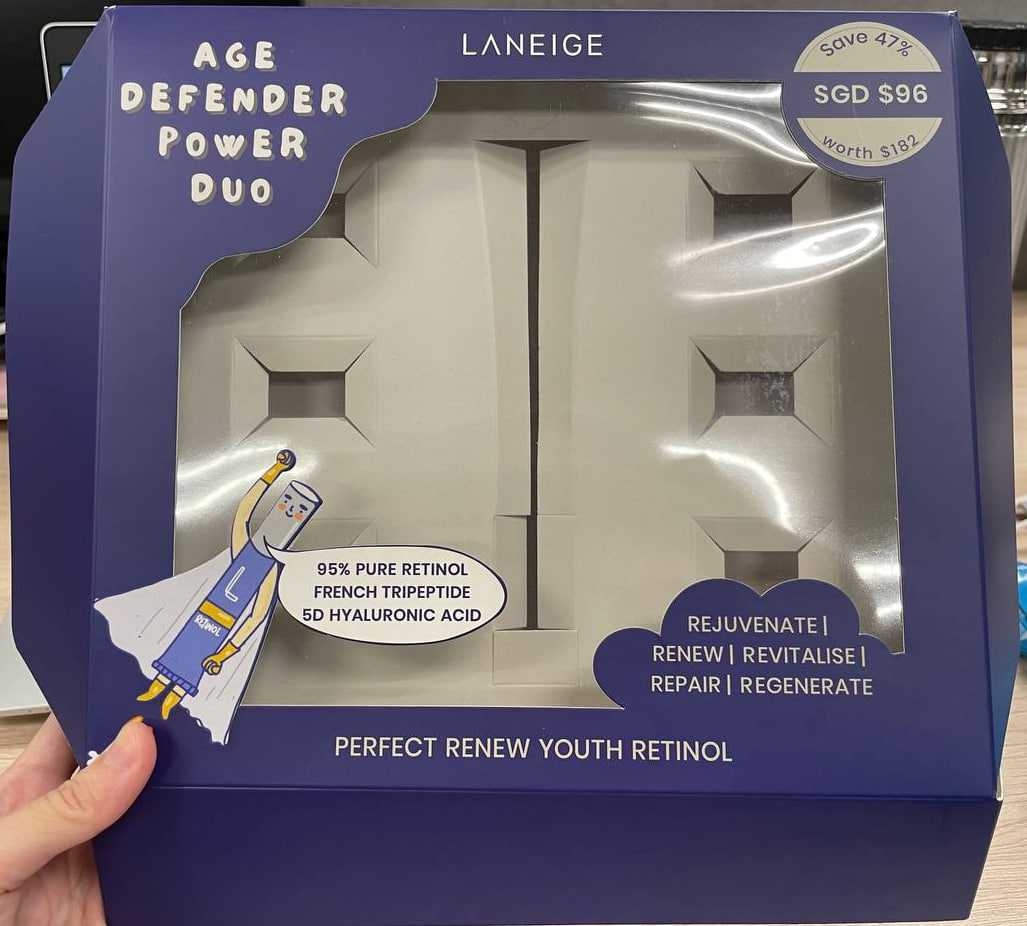 LANEIGE
AGE
DEFENDER
POWER
DUO
Save 47%
SGD $96
worth $182
L
RETINOL
95% PURE RETINOL
FRENCH TRIPEPTIDE
5D HYALURONIC ACID
REJUVENATE|
RENEW| REVITALISE|
REPAIR| REGENERATE
PERFECT RENEW YOUTH RETINOL